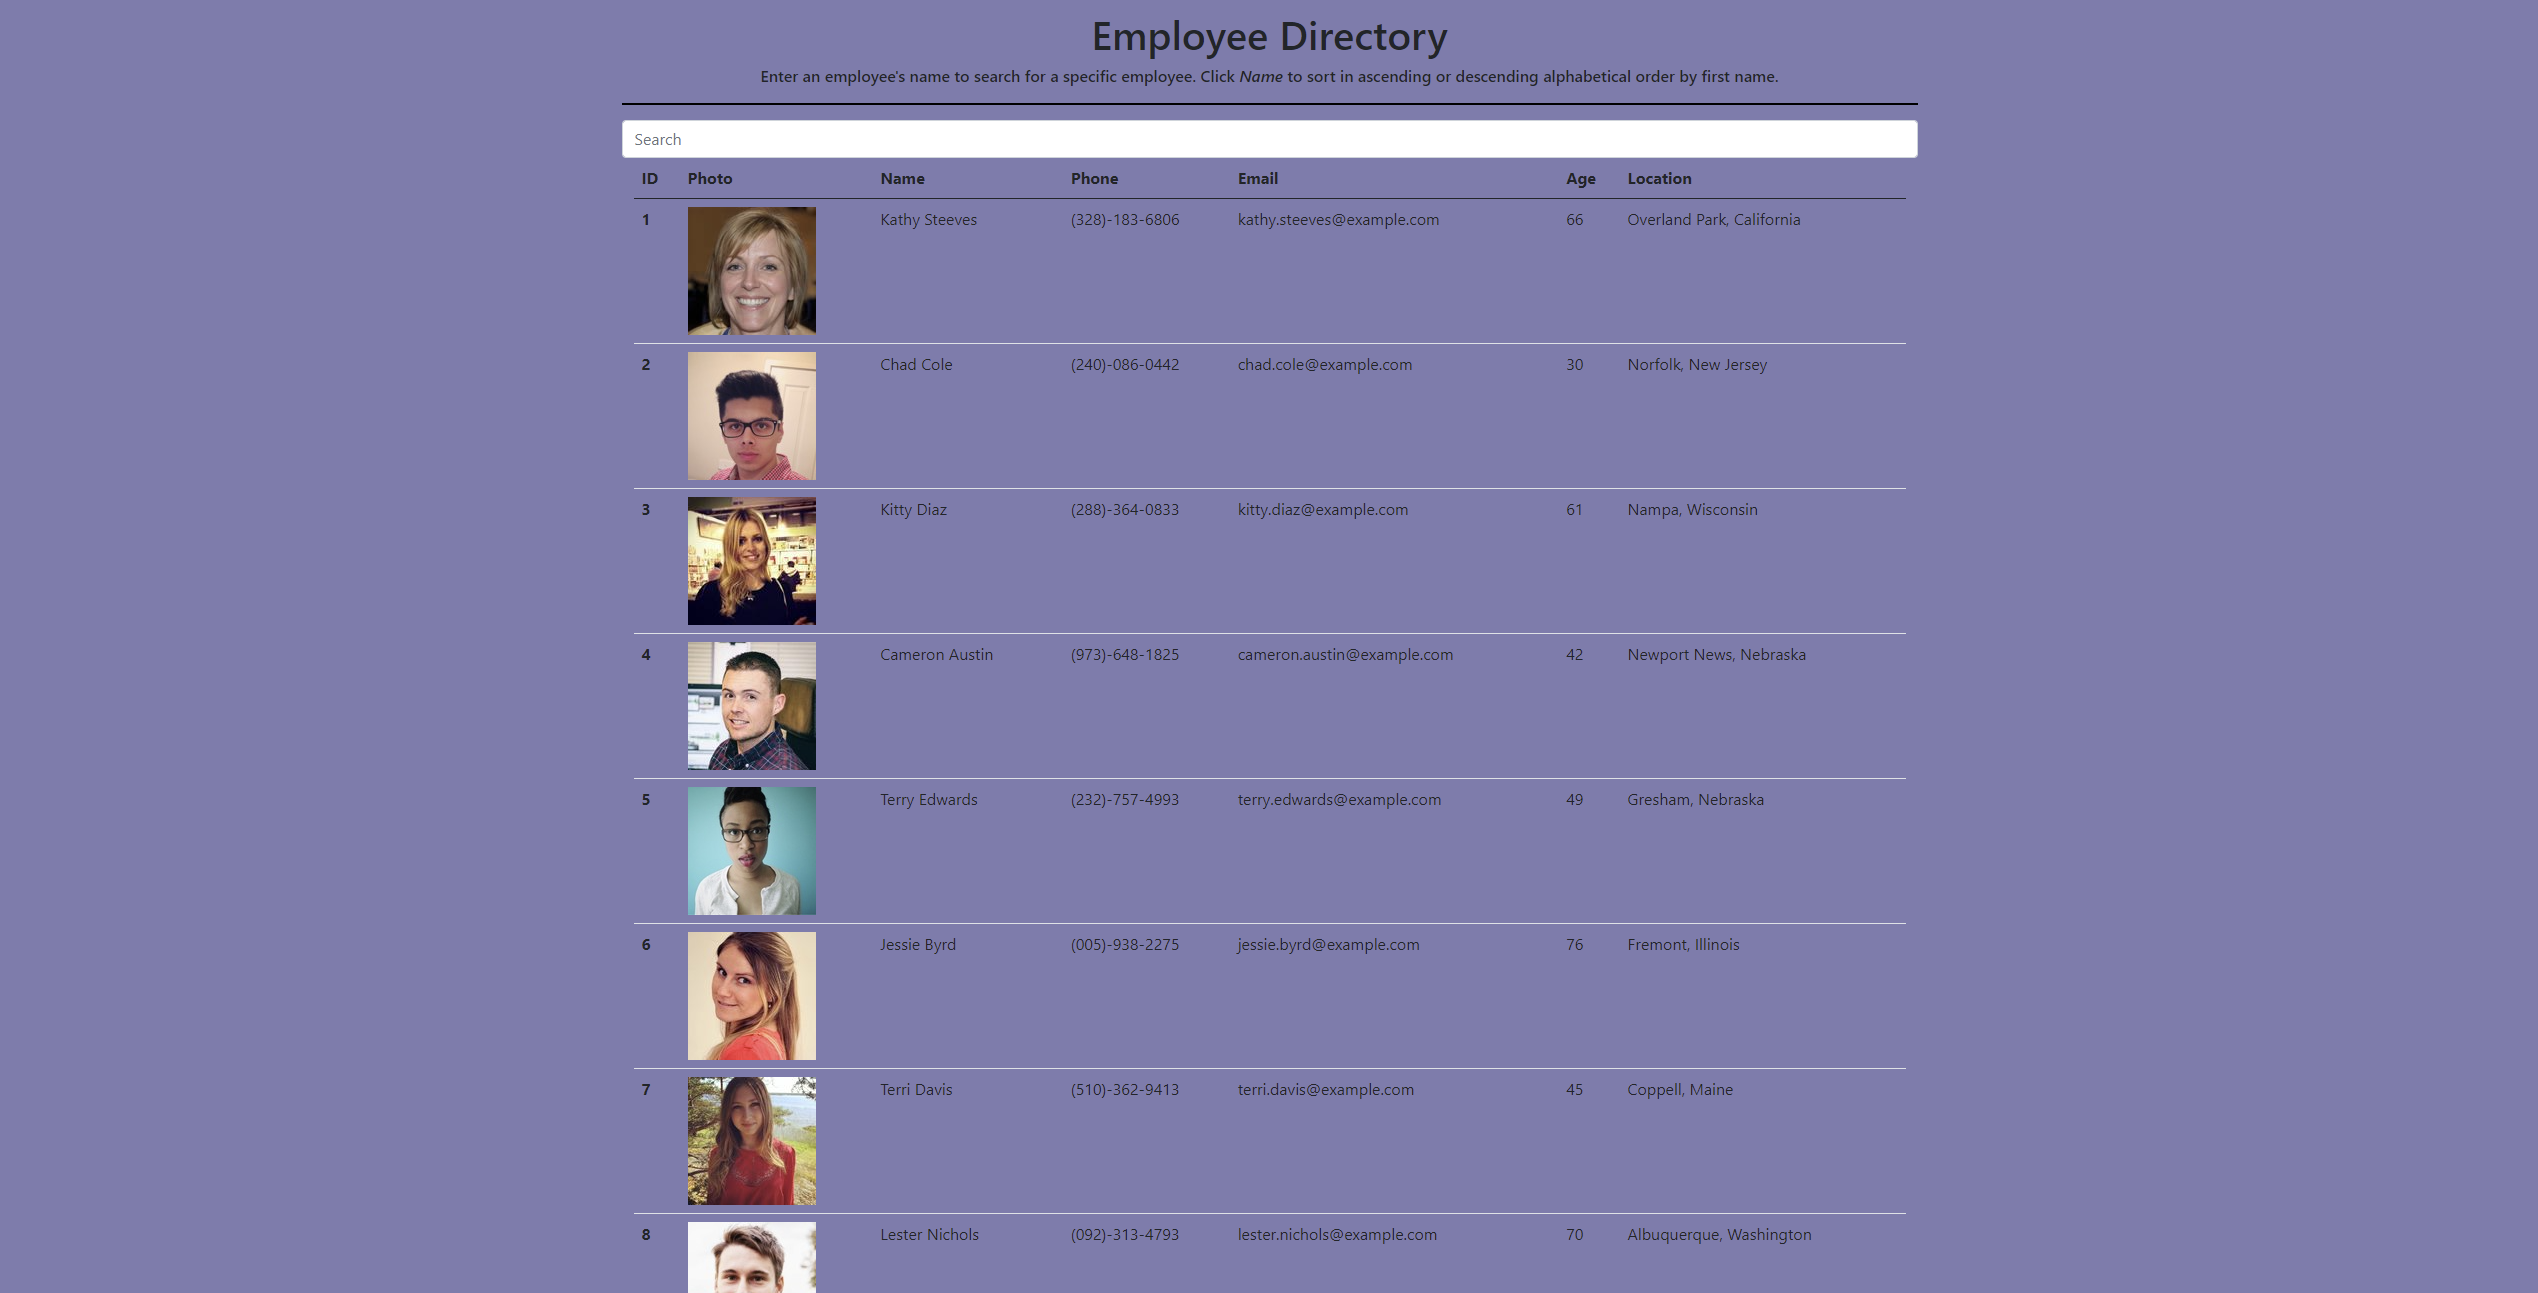 Employee Directory
Enter an employee's name to search for a specific employee. Click Name to sort in ascending or descending alphabetical order by first name.
Search
ID Photo Name Phone Email Age Location
1 Kathy Steeves (328)-183-6806 kathy.steeves@example.com 66 Overland Park, California
2 Chad Cole (240)-086-0442 chad.cole@example.com 30 Norfolk, New Jersey
3 Kitty Diaz (288)-364-0833 kitty.diaz@example.com 61 Nampa, Wisconsin
4 Cameron Austin (973)-648-1825 cameron.austin@example.com 42 Newport News, Nebraska
5 Terry Edwards (232)-757-4993 terry.edwards@example.com 49 Gresham, Nebraska
6 Jessie Byrd (005)-938-2275 jessie.byrd@example.com 76 Fremont, Illinois
7 Terri Davis (510)-362-9413 terri.davis@example.com 45 Coppell, Maine
8 Lester Nichols (092)-313-4793 lester.nichols@example.com 70 Albuquerque, Washington